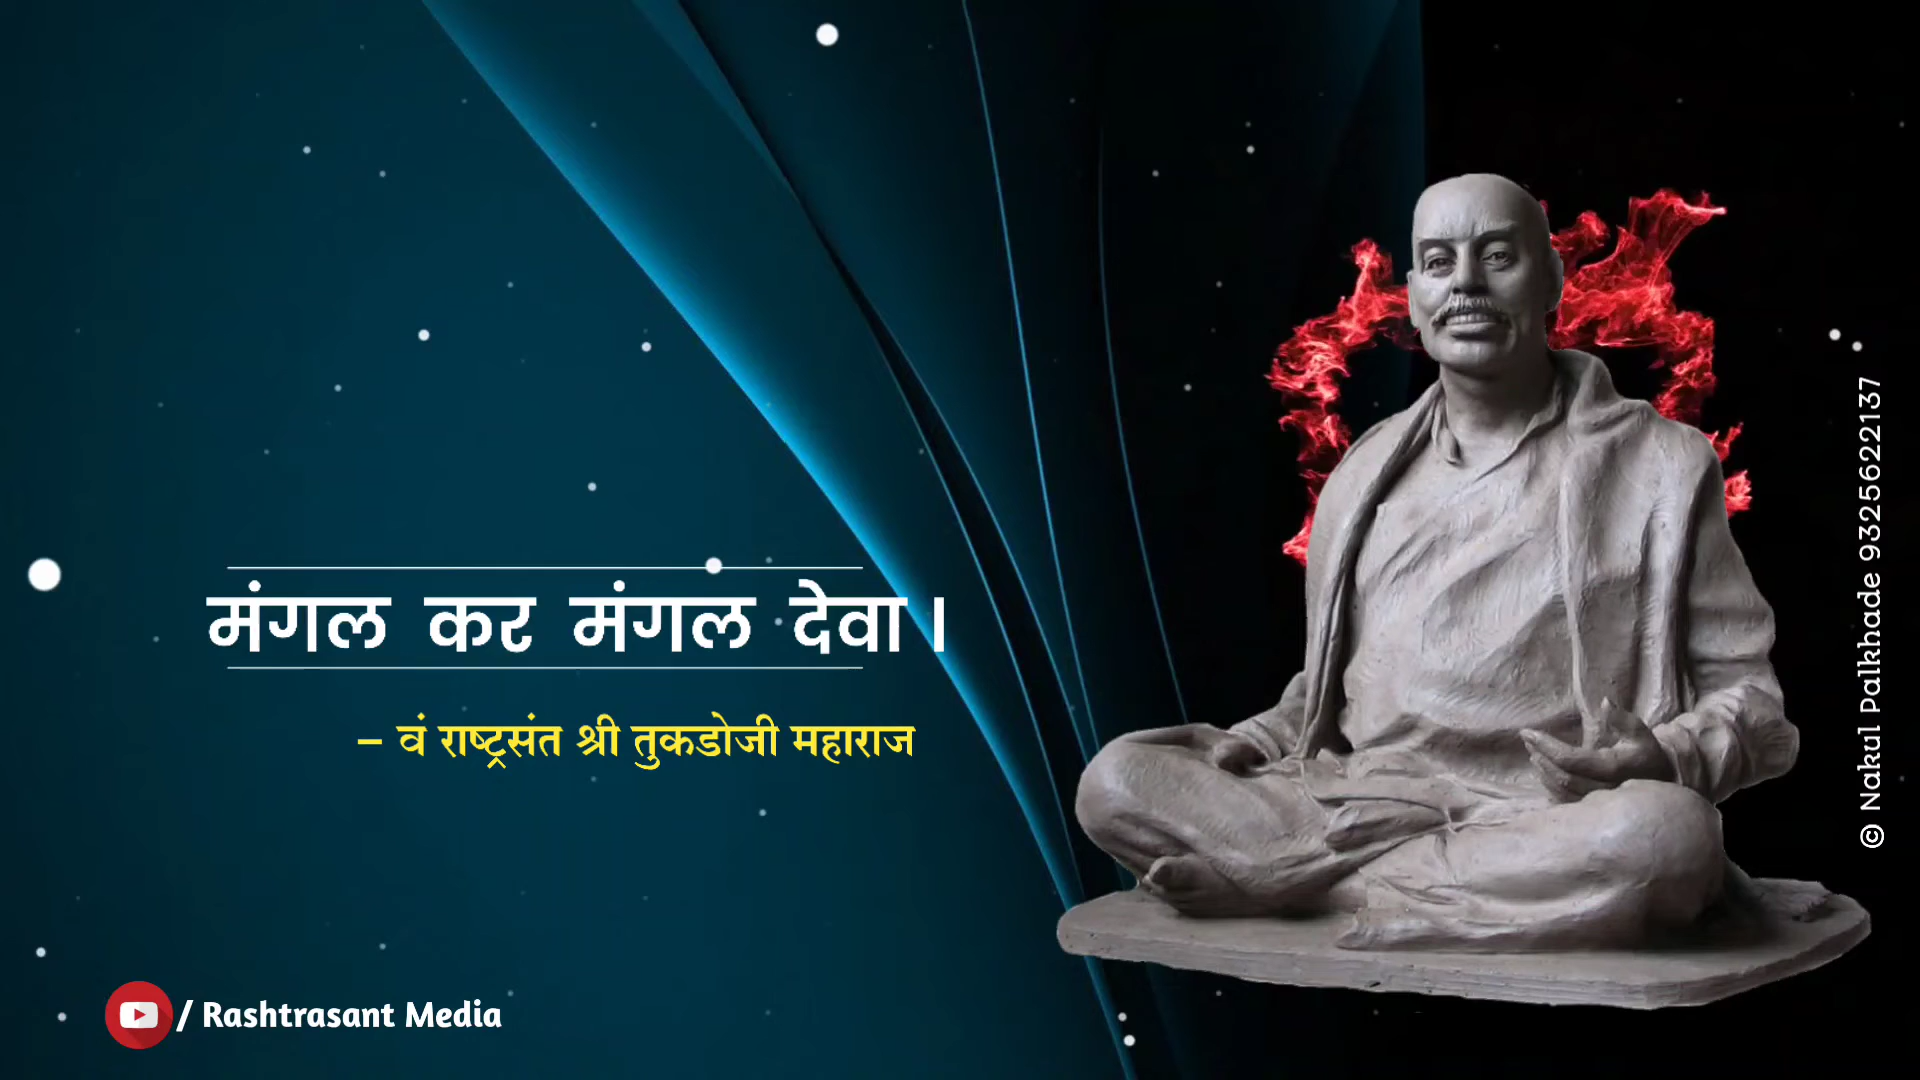 मंगल कर मंगल देवा।
– वं राष्ट्रसंत श्री तुकडोजी महाराज
/ Rashtrasant Media
© Nakul Palkhade 9325622137